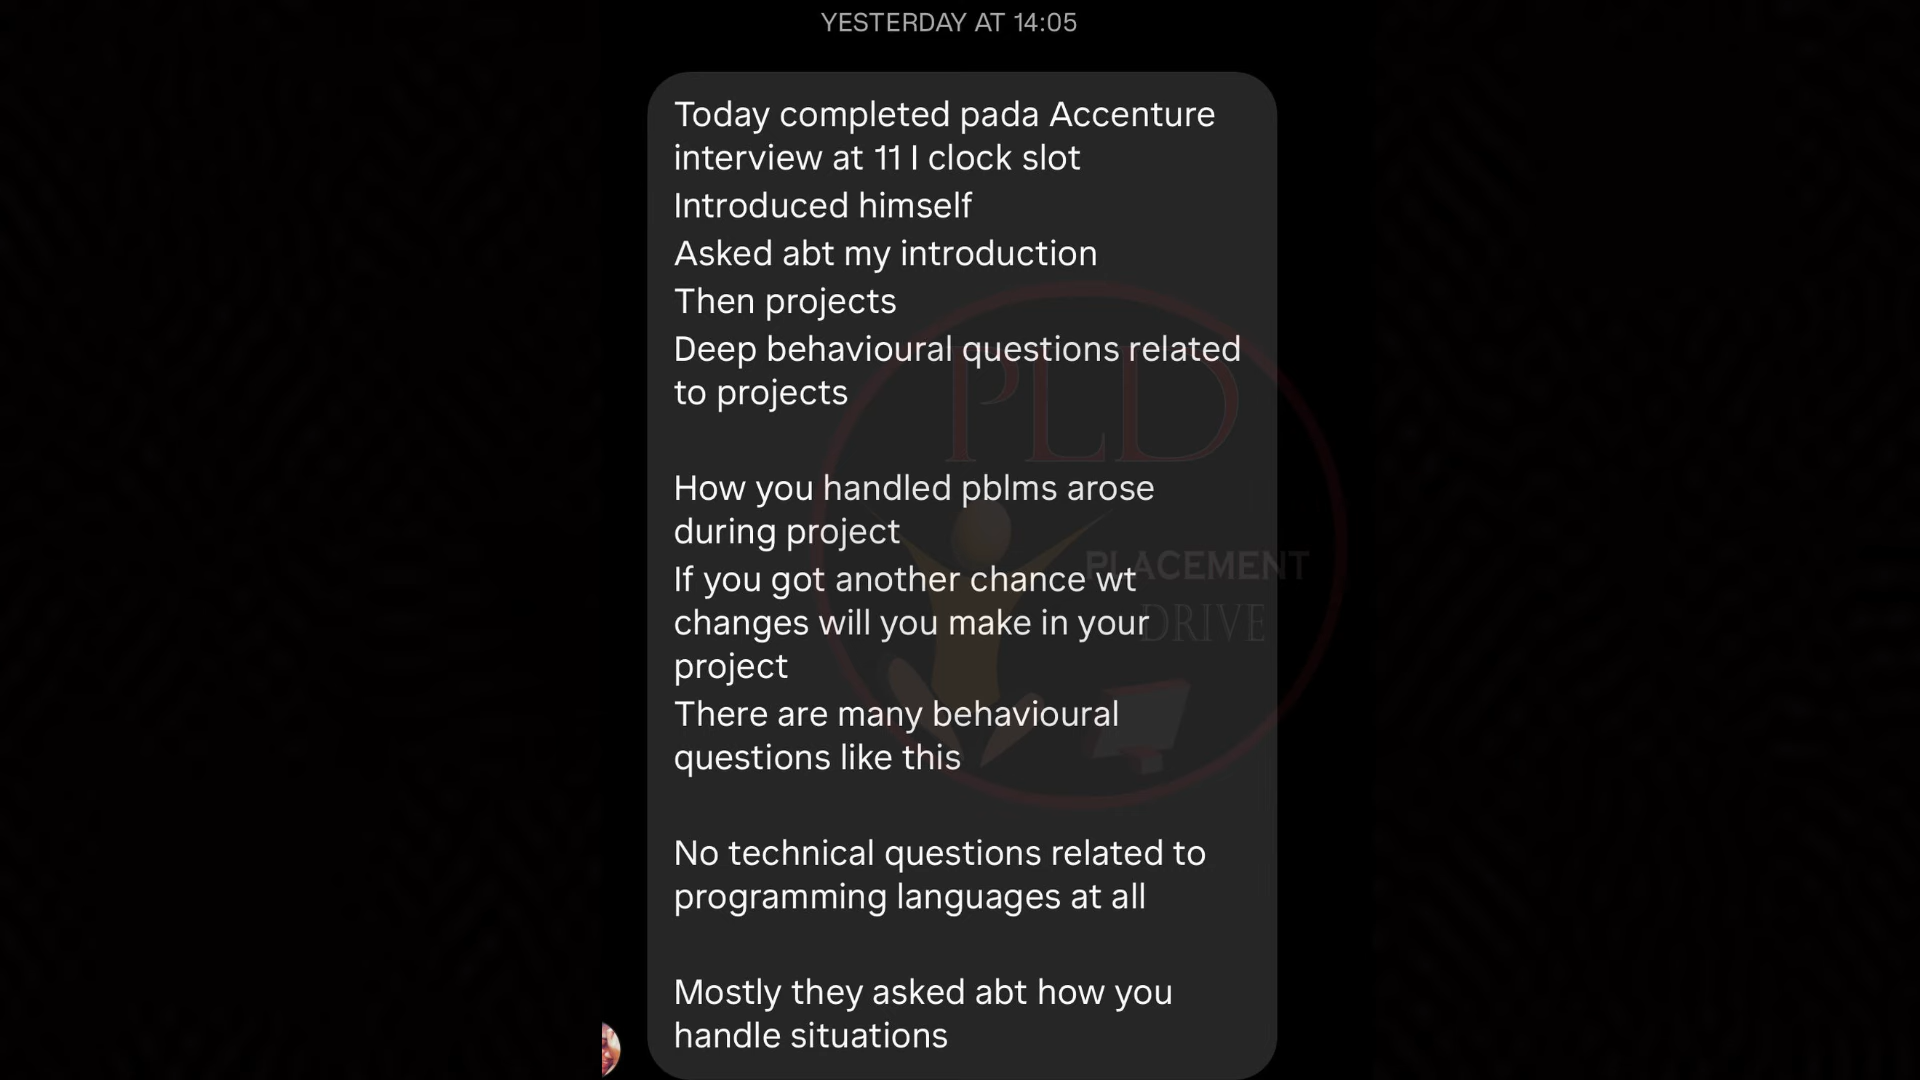 YESTERDAY AT 14:05
Today completed pada Accenture
interview at 11 I clock slot
Introduced himself
Asked abt my introduction
Then projects
Deep behavioural questions related
to projects
PLD
How you handled pblms arose
during project
PLACEMENT
If you got another chance wt
changes will you make in your
DRIVE
project
There are many behavioural
questions like this
No technical questions related to
programming languages at all
Mostly they asked abt how you
handle situations